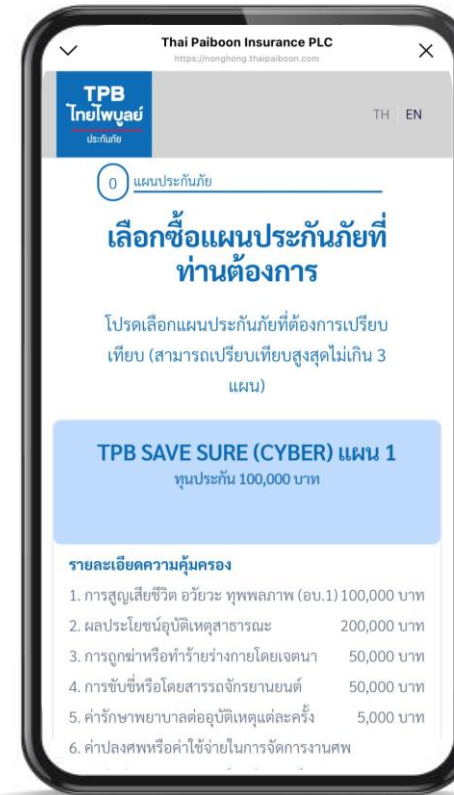 Thai Paiboon Insurance PLC
https://nonghong.thaipaiboon.com
TPB
ไทยไพบูลย์
ประกันภัย
TH EN
0 แผนประกันภัย
เลือกซื้อแผนประกันภัยที่
ท่านต้องการ
โปรดเลือกแผนประกันภัยที่ต้องการเปรียบ
เทียบ (สามารถเปรียบเทียบสูงสุดไม่เกิน 3
แผน)
TPB SAVE SURE (CYBER) แผน 1
ทุนประกัน 100,000 บาท
รายละเอียดความคุ้มครอง
1. การสูญเสียชีวิต อวัยวะ ทุพพลภาพ (อบ.1) 100,000 บาท
2. ผลประโยชน์อุบัติเหตุสาธารณะ 200,000 บาท
3. การถูกฆ่าหรือทำร้ายร่างกายโดยเจตนา 50,000 บาท
4. การขับขี่หรือโดยสารรถจักรยานยนต์ 50,000 บาท
5. ค่ารักษาพยาบาลต่ออุบัติเหตุแต่ละครั้ง 5,000 บาท
6. ค่าปลงศพหรือค่าใช้จ่ายในการจัดการงานศพ